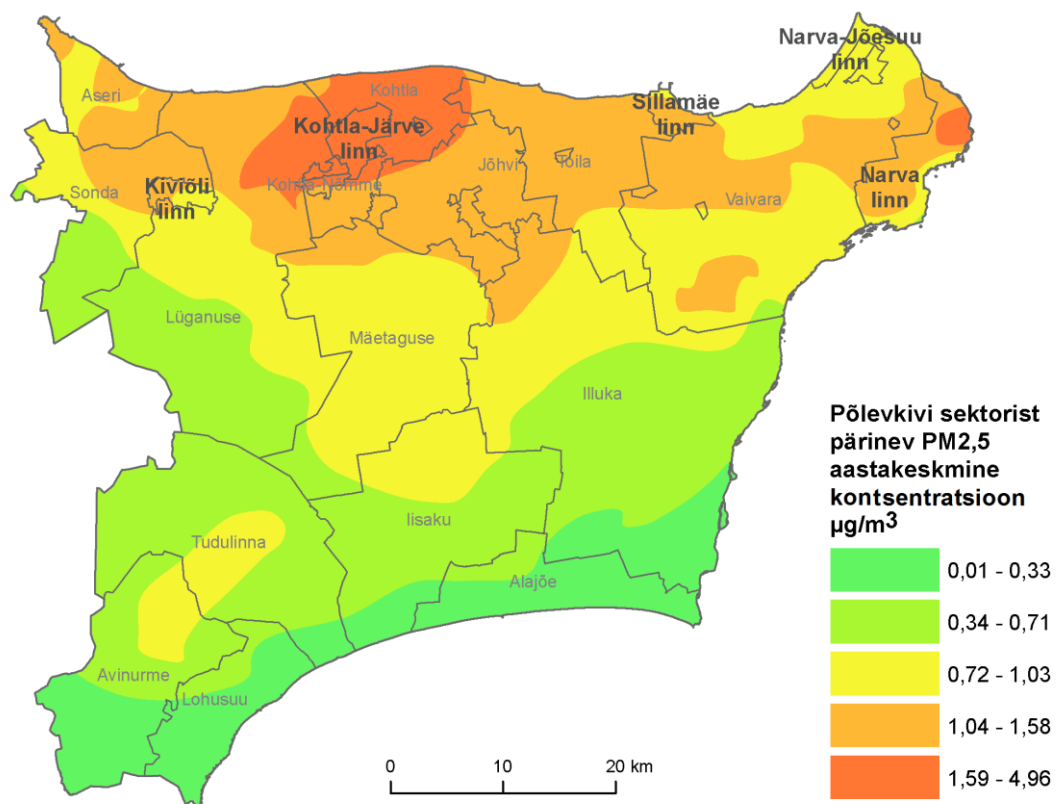 Narva-Jõesuu
linn
Aseri
Kohtla
Sillamäe
linn
Kohtla-Järve
linn
Jõhvi
Toila
Sonda
Kiviõli
linn
Kohtla-Nõmme
Vaivara
Narva
linn
Lüganuse
Mäetaguse
Illuka
Iisaku
Tudulinna
Alajõe
Avinurme
Lohusuu
Põlevkivi sektorist
pärinev PM2,5
aastakeskmine
kontsentratsioon
µg/m³
0,01 - 0,33
0,34 - 0,71
0,72 - 1,03
1,04 - 1,58
1,59 - 4,96
0 10 20 km